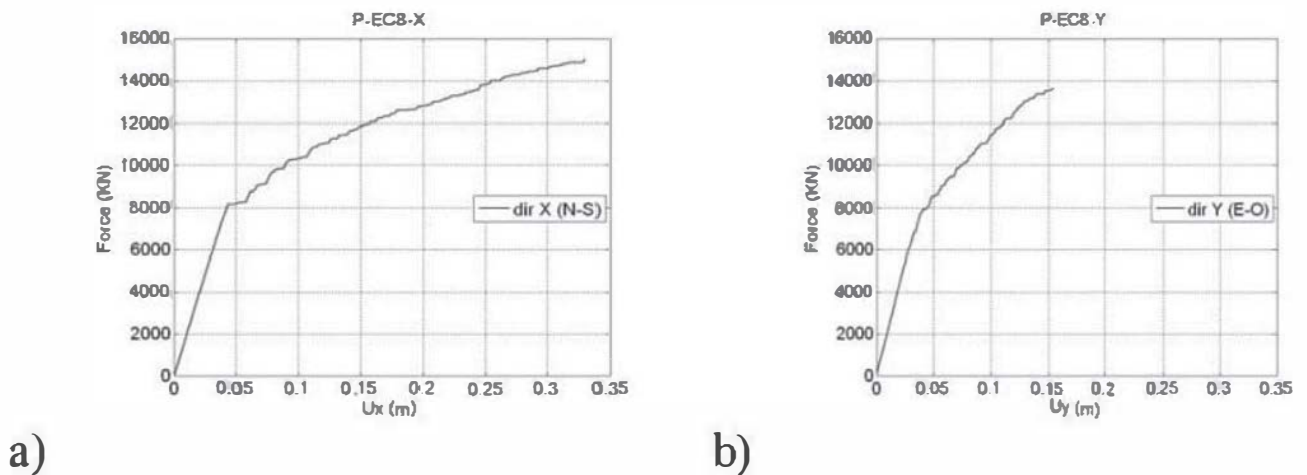 P-EC8-X
16000
14000
12000
10000
8000
6000
4000
2000
0
Force (KN)
dir X (N-S)
0 0.05 0.1 0.15 0.2 0.25 0.3 0.35
Ux (m)
a)
P-EC8-Y
16000
14000
12000
10000
8000
6000
4000
2000
0
Force (KN)
dir Y (E-O)
0 0.05 0.1 0.15 0.2 0.25 0.3 0.35
Uy (m)
b)